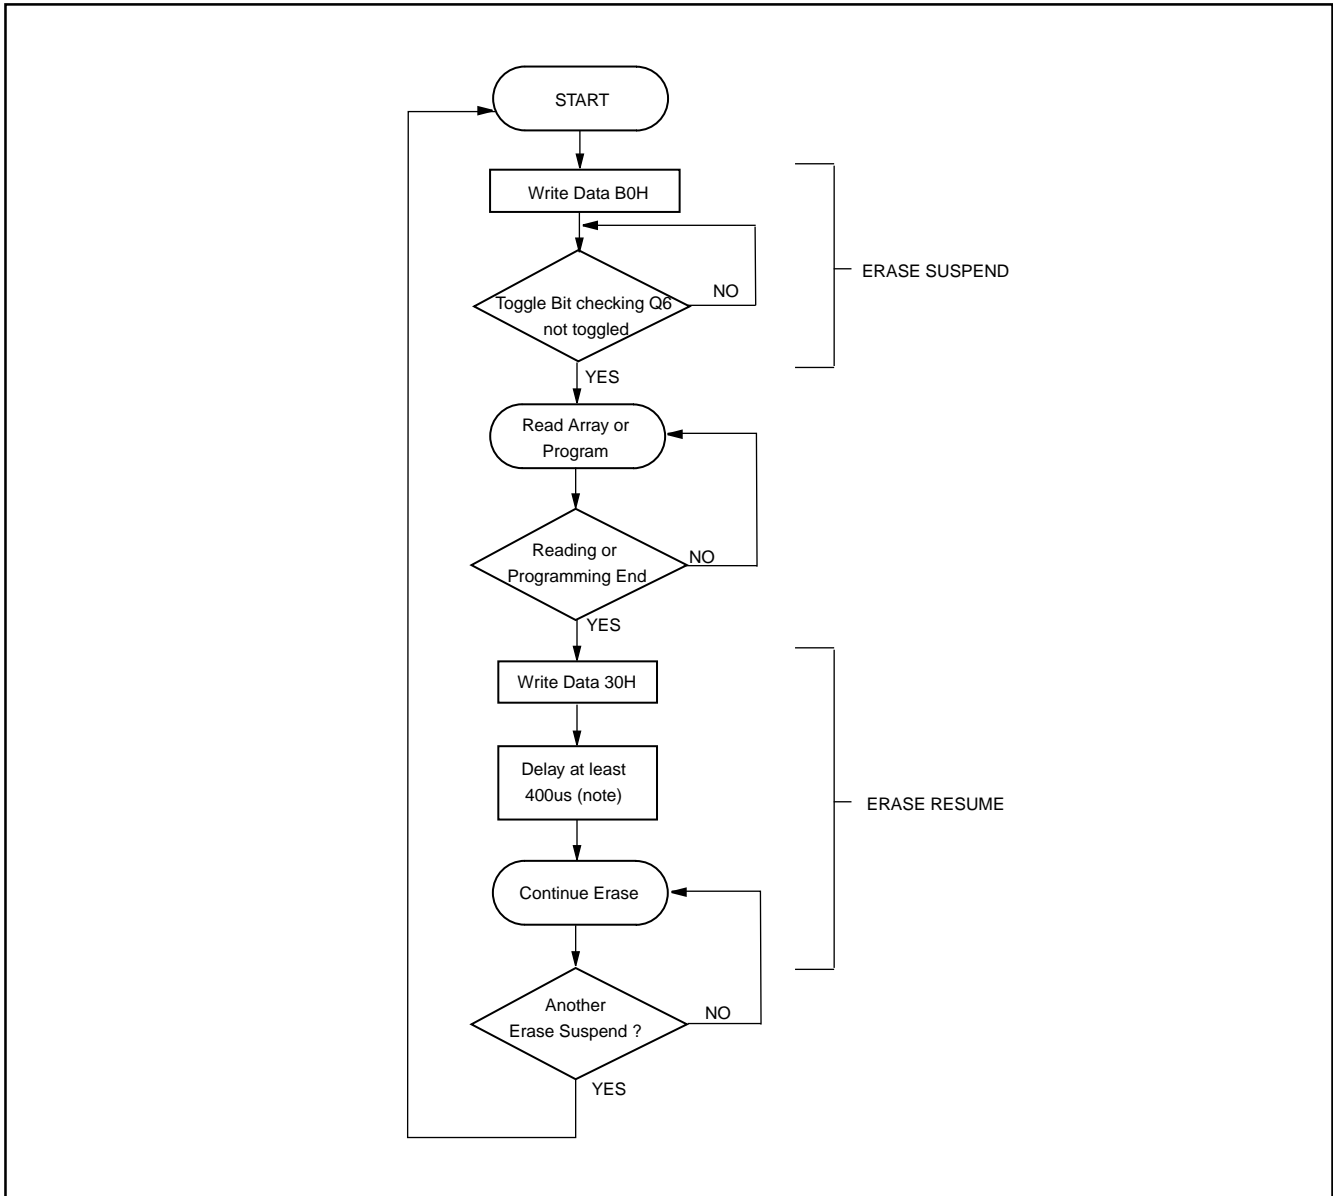 START
Write Data B0H
ERASE SUSPEND
Toggle Bit checking Q6
not toggled
NO
YES
Read Array or
Program
Reading or
Programming End
NO
YES
Write Data 30H
Delay at least
400us (note)
ERASE RESUME
Continue Erase
Another
Erase Suspend ?
NO
YES